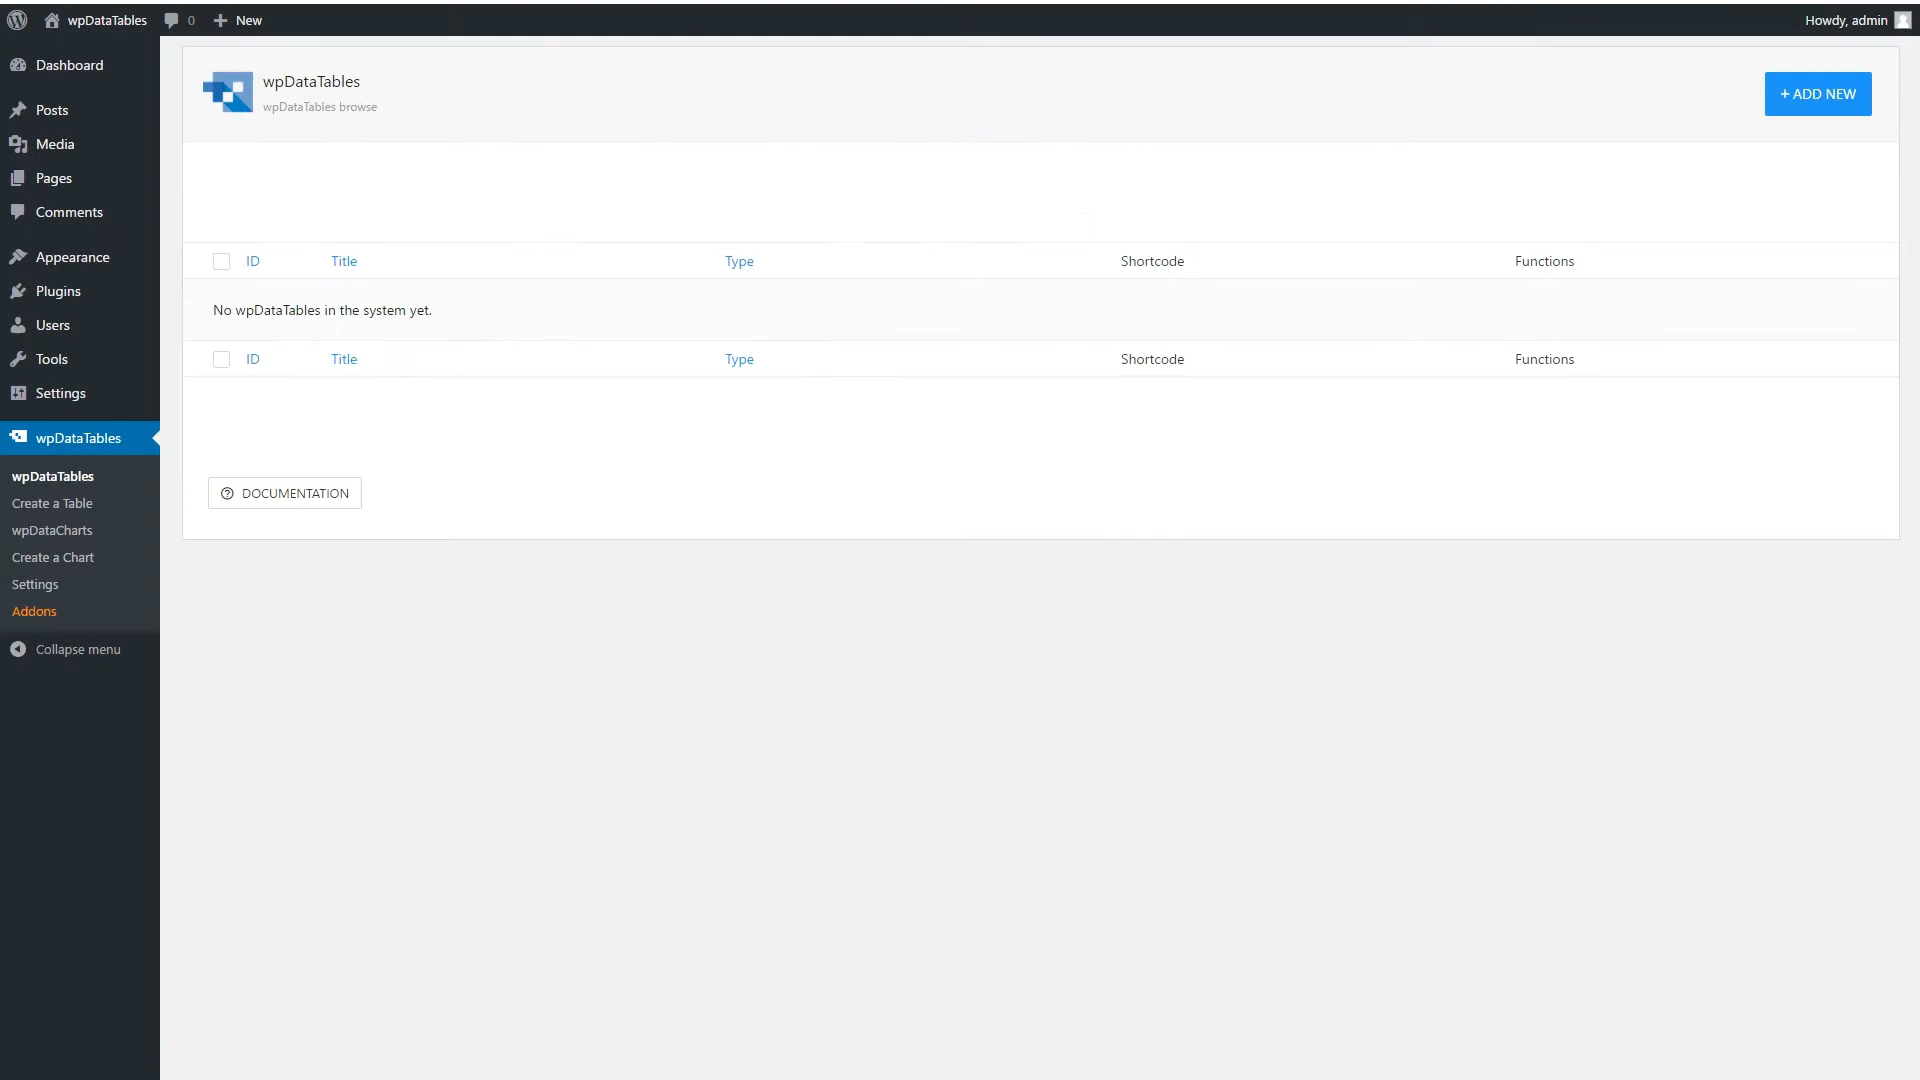 wpDataTables 0 New Howdy, admin
Dashboard
Posts
Media
Pages
Comments
Appearance
Plugins
Users
Tools
Settings
wpDataTables
wpDataTables
Create a Table
wpDataCharts
Create a Chart
Settings
Addons
Collapse menu
wpDataTables
wpDataTables browse
+ ADD NEW
ID Title Type Shortcode Functions
No wpDataTables in the system yet.
ID Title Type Shortcode Functions
DOCUMENTATION